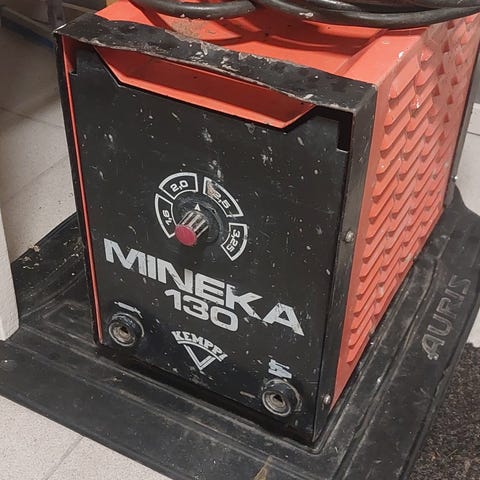 1.6 2.0 2.5 3.25
MINEKA
130
KEMPPI
AURIS